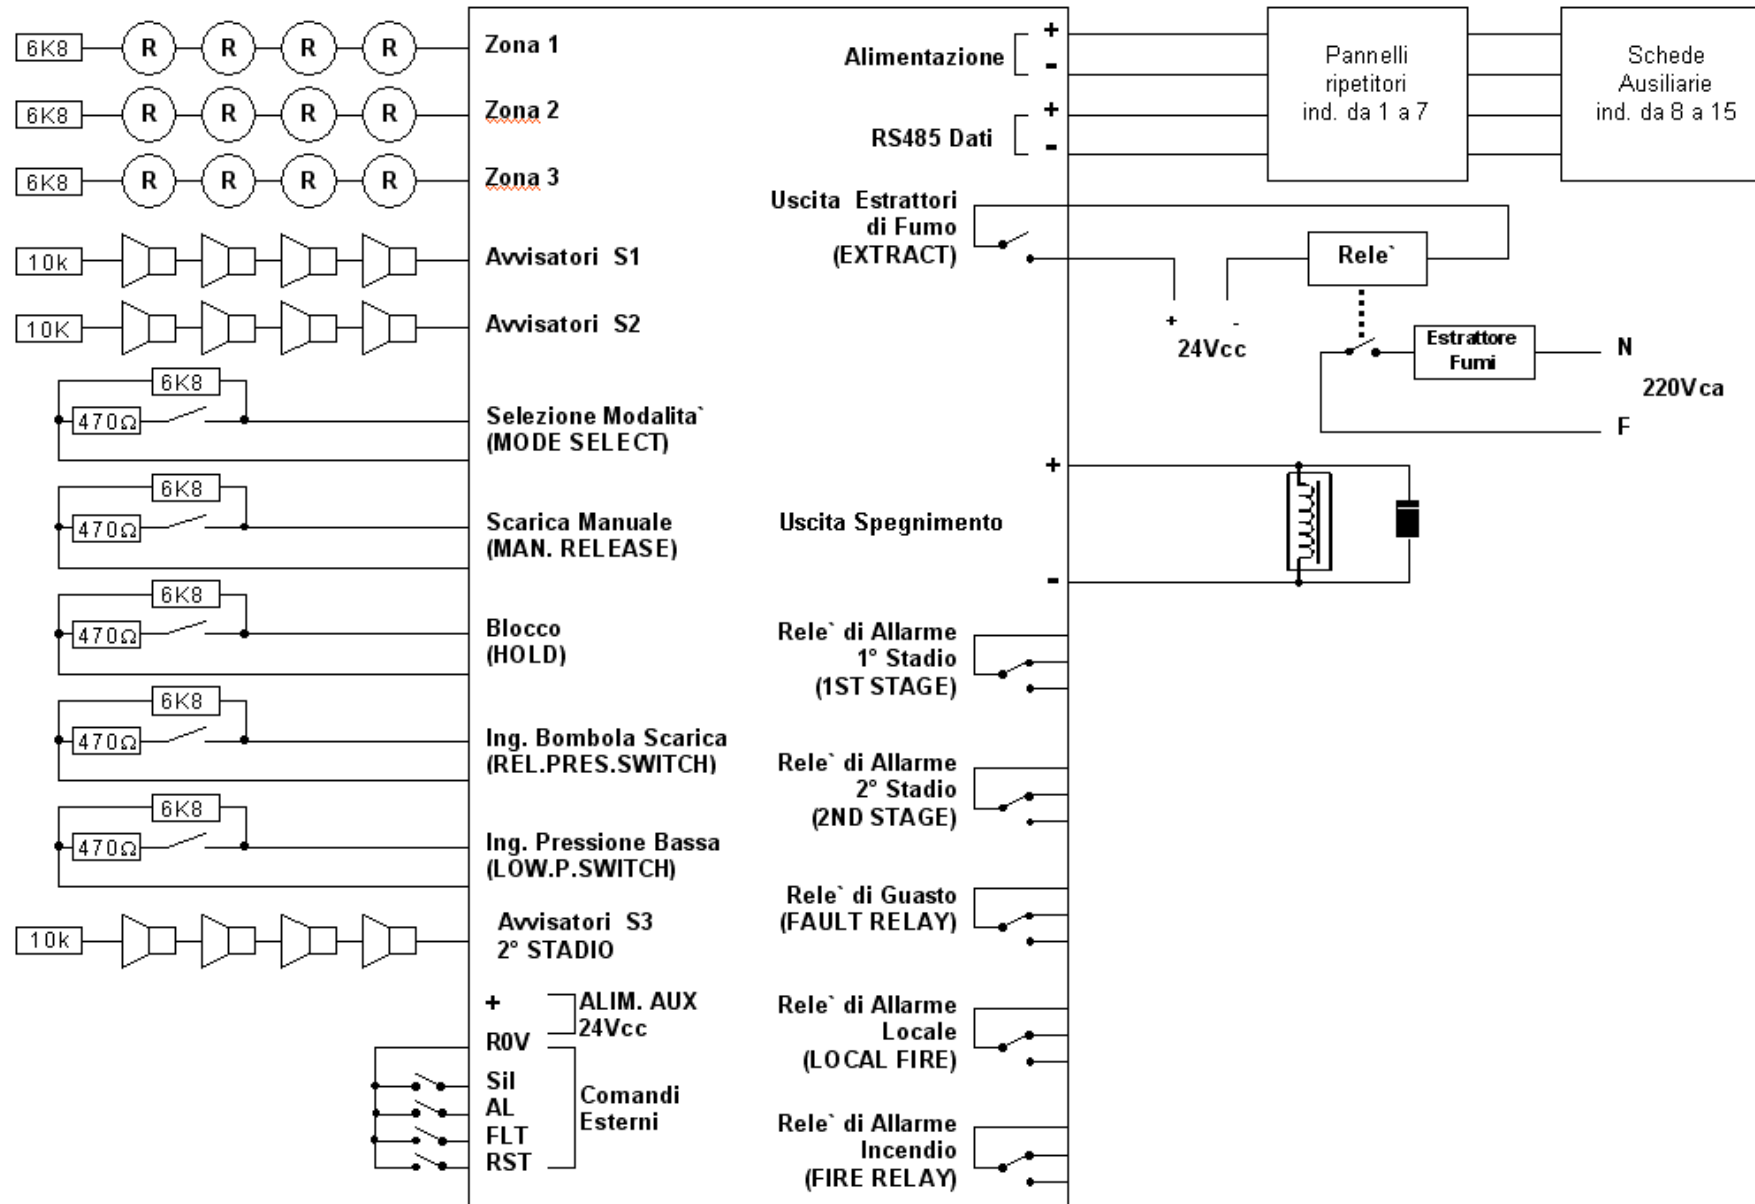 6K8 R R R R Zona 1
6K8 R R R R Zona 2
6K8 R R R R Zona 3
10k Avvisatori S1
10K Avvisatori S2
6K8
470Ω
Selezione Modalita`
(MODE SELECT)
6K8
470Ω
Scarica Manuale
(MAN. RELEASE)
6K8
470Ω
Blocco
(HOLD)
6K8
470Ω
Ing. Bombola Scarica
(REL.PRES.SWITCH)
6K8
470Ω
Ing. Pressione Bassa
(LOW.P.SWITCH)
10k
Avvisatori S3
2° STADIO
+
ALIM. AUX
24Vcc
R0V
Sil
AL
FLT
RST
Comandi
Esterni
Alimentazione
+
-
RS485 Dati
+
-
Pannelli
ripetitori
ind. da 1 a 7
Schede
Ausiliarie
ind. da 8 a 15
Uscita Estrattori
di Fumo
(EXTRACT)
Rele`
+ -
24Vcc
Estrattore
Fumi
N
220Vca
F
+
Uscita Spegnimento
-
Rele` di Allarme
1° Stadio
(1ST STAGE)
Rele` di Allarme
2° Stadio
(2ND STAGE)
Rele` di Guasto
(FAULT RELAY)
Rele` di Allarme
Locale
(LOCAL FIRE)
Rele` di Allarme
Incendio
(FIRE RELAY)